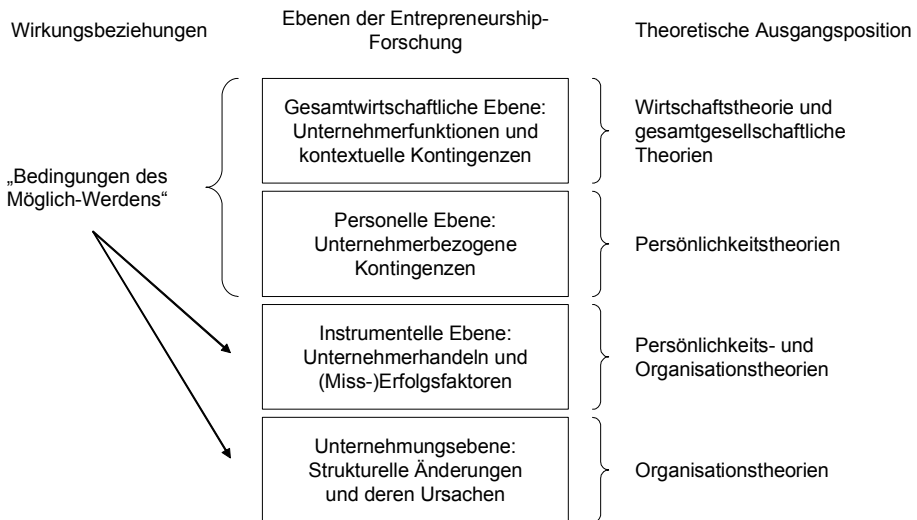 Wirkungsbeziehungen
Ebenen der Entrepreneurship-
Forschung
Theoretische Ausgangsposition
Gesamtwirtschaftliche Ebene:
Unternehmerfunktionen und
kontextuelle Kontingenzen
Wirtschaftstheorie und
gesamtgesellschaftliche
Theorien
„Bedingungen des
Möglich-Werdens“
Personelle Ebene:
Unternehmerbezogene
Kontingenzen
Persönlichkeitstheorien
Instrumentelle Ebene:
Unternehmerhandeln und
(Miss-)Erfolgsfaktoren
Persönlichkeits- und
Organisationstheorien
Unternehmungsebene:
Strukturelle Änderungen
und deren Ursachen
Organisationstheorien